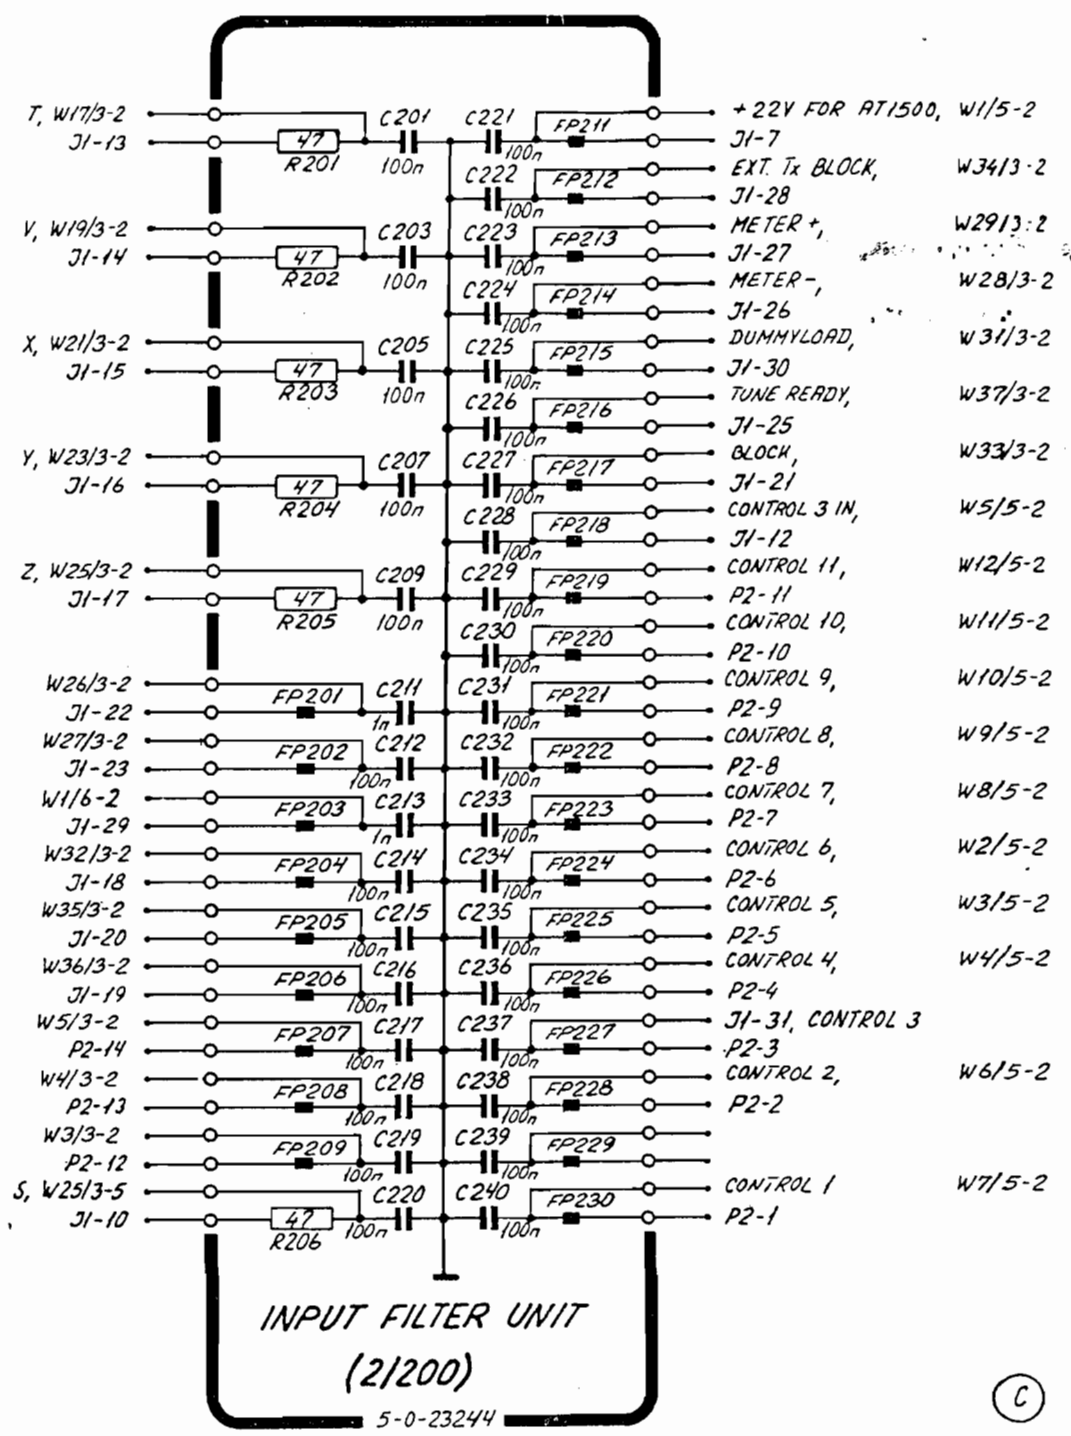 T, W17/3-2 C201 C221 FP211 +22V FOR AT1500, W1/5-2
J1-13 47 R201 100n 100n J1-7
C222 FP212 EXT. Tx BLOCK, W34/3-2
100n J1-28
V, W19/3-2 C203 C223 FP213 METER +, W29/3-2
J1-14 47 R202 100n 100n J1-27
C224 FP214 METER -, W28/3-2
100n J1-26
X, W21/3-2 C205 C225 FP215 DUMMYLOAD, W31/3-2
J1-15 47 R203 100n 100n J1-30
C226 FP216 TUNE READY, W37/3-2
100n J1-25
Y, W23/3-2 C207 C227 FP217 BLOCK, W33/3-2
J1-16 47 R204 100n 100n J1-21
C228 FP218 CONTROL 3 IN, W5/5-2
100n J1-12
Z, W25/3-2 C209 C229 FP219 CONTROL 11, W12/5-2
J1-17 47 R205 100n 100n P2-11
C230 FP220 CONTROL 10, W11/5-2
100n P2-10
W26/3-2 FP201 C211 C231 FP221 CONTROL 9, W10/5-2
J1-22 1n 100n P2-9
W27/3-2 FP202 C212 C232 FP222 CONTROL 8, W9/5-2
J1-23 100n 100n P2-8
W1/6-2 FP203 C213 C233 FP223 CONTROL 7, W8/5-2
J1-29 1n 100n P2-7
W32/3-2 FP204 C214 C234 FP224 CONTROL 6, W2/5-2
J1-18 100n 100n P2-6
W35/3-2 FP205 C215 C235 FP225 CONTROL 5, W3/5-2
J1-20 100n 100n P2-5
W36/3-2 FP206 C216 C236 FP226 CONTROL 4, W4/5-2
J1-19 100n 100n P2-4
W5/3-2 FP207 C217 C237 FP227 J1-31, CONTROL 3
P2-14 100n 100n P2-3
W4/3-2 FP208 C218 C238 FP228 CONTROL 2, W6/5-2
P2-13 100n 100n P2-2
W3/3-2 FP209 C219 C239 FP229
P2-12 100n 100n
S, W25/3-5 C220 C240 FP230 CONTROL 1 W7/5-2
J1-10 47 R206 100n 100n P2-1
INPUT FILTER UNIT
(2/200)
5-0-23244
C